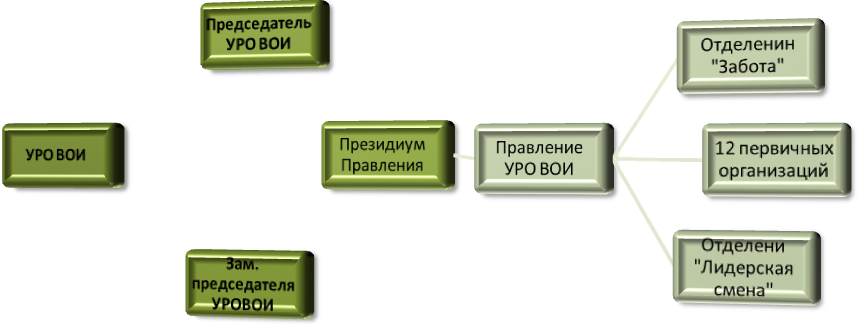 Председатель
УРО ВОИ
УРО ВОИ
Зам.
председателя
УРОВОИ
Президиум
Правления
Правление
УРО ВОИ
Отделенин
"Забота"
12 первичных
организаций
Отделени
"Лидерская
смена"